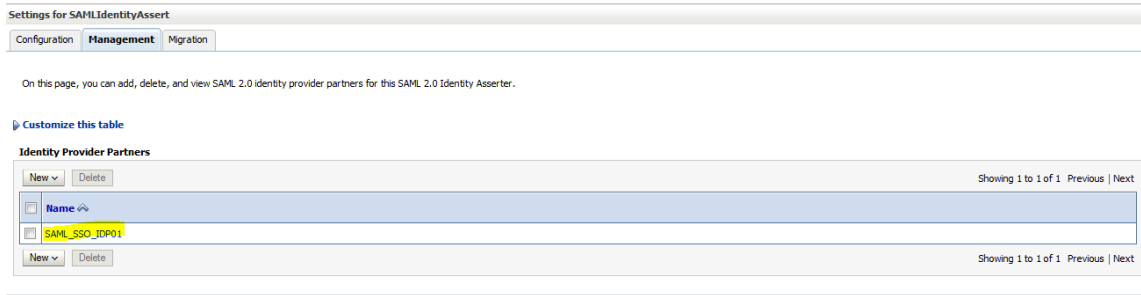 Settings for SAMLIdentityAssert
Configuration Management Migration
On this page, you can add, delete, and view SAML 2.0 identity provider partners for this SAML 2.0 Identity Asserter.
Customize this table
Identity Provider Partners
New Delete Showing 1 to 1 of 1 Previous | Next
Name
SAML_SSO_IDP01
New Delete Showing 1 to 1 of 1 Previous | Next